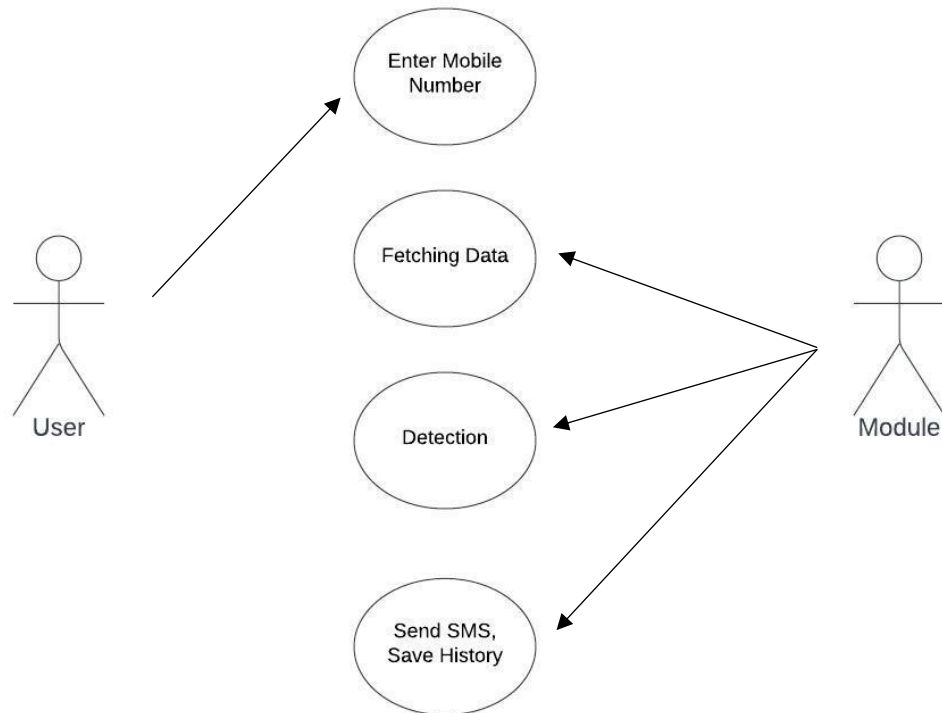 Enter Mobile
Number
Fetching Data
User
Module
Detection
Send SMS,
Save History